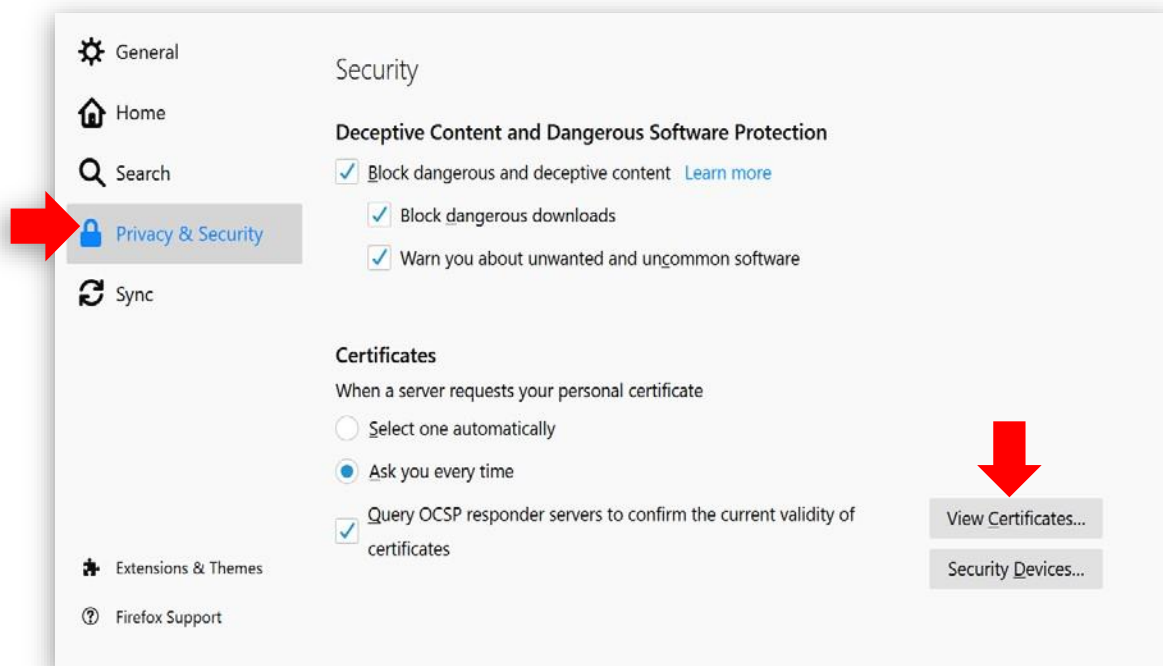 General
Home
Search
Privacy & Security
Sync
Extensions & Themes
Firefox Support
Security
Deceptive Content and Dangerous Software Protection
Block dangerous and deceptive content Learn more
Block dangerous downloads
Warn you about unwanted and uncommon software
Certificates
When a server requests your personal certificate
Select one automatically
Ask you every time
Query OCSP responder servers to confirm the current validity of
certificates
View Certificates...
Security Devices...